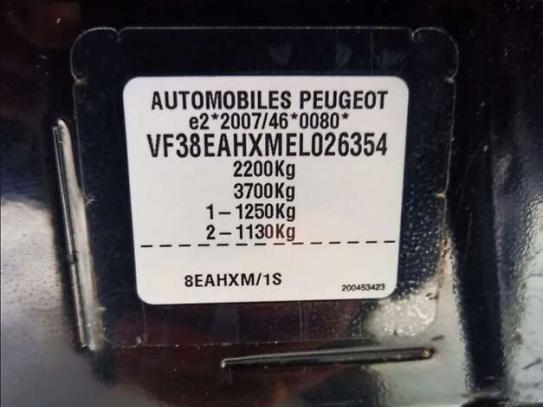 AUTOMOBILES PEUGEOT
e2*2007/46*0080*
VF38EAHXMEL026354
2200Kg
3700Kg
1-1250Kg
2-1130Kg
8EAHXM/1S
200453423